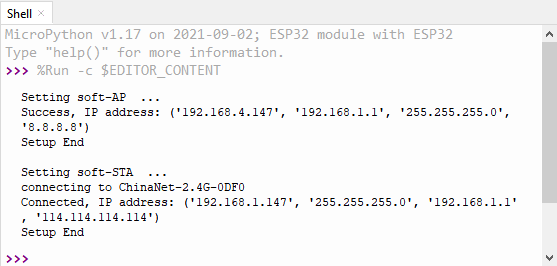 Shell ×
MicroPython v1.17 on 2021-09-02; ESP32 module with ESP32
Type "help()" for more information.
>>> %Run -c $EDITOR_CONTENT
Setting soft-AP  ...
Success, IP address: ('192.168.4.147', '192.168.1.1', '255.255.255.0',
'8.8.8.8')
Setup End
Setting soft-STA  ...
connecting to ChinaNet-2.4G-0DF0
Connected, IP address: ('192.168.1.147', '255.255.255.0', '192.168.1.1'
, '114.114.114.114')
Setup End
>>>